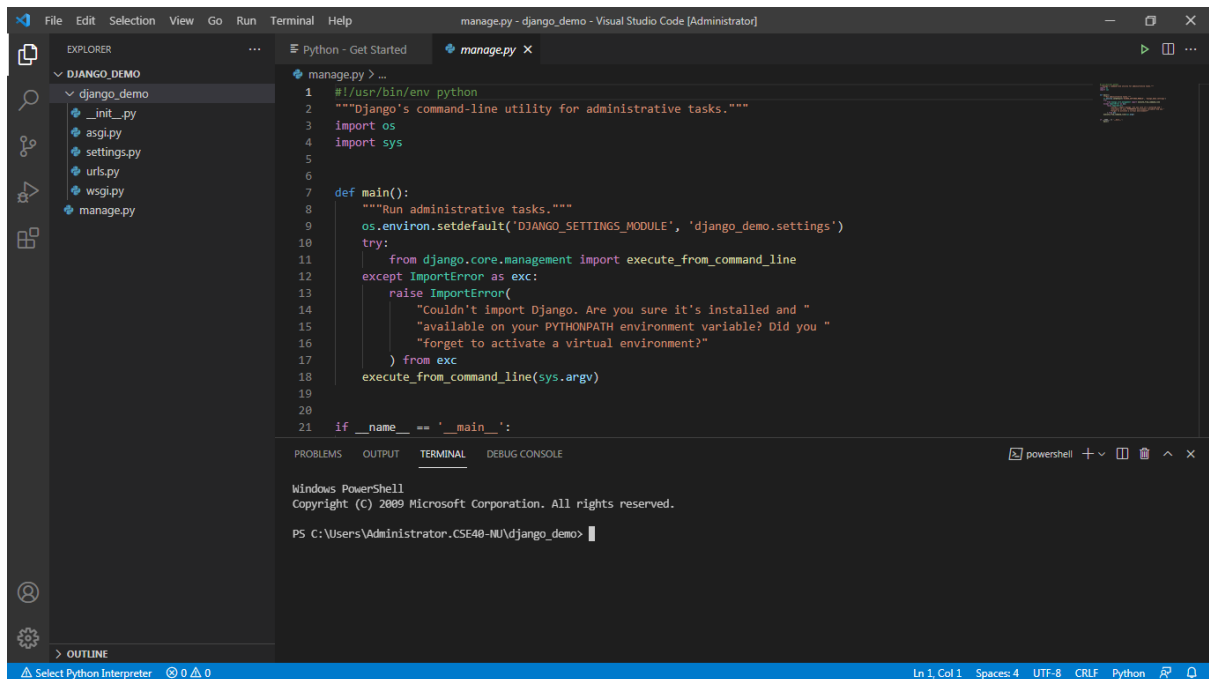 File Edit Selection View Go Run Terminal Help
manage.py - django_demo - Visual Studio Code [Administrator]
EXPLORER
DJANGO_DEMO
django_demo
__init__.py
asgi.py
settings.py
urls.py
wsgi.py
manage.py
OUTLINE
Python - Get Started
manage.py
manage.py > ...
1 #!/usr/bin/env python
2 """Django's command-line utility for administrative tasks."""
3 import os
4 import sys
5
6
7 def main():
8 """Run administrative tasks."""
9 os.environ.setdefault('DJANGO_SETTINGS_MODULE', 'django_demo.settings')
10 try:
11 from django.core.management import execute_from_command_line
12 except ImportError as exc:
13 raise ImportError(
14 "Couldn't import Django. Are you sure it's installed and "
15 "available on your PYTHONPATH environment variable? Did you "
16 "forget to activate a virtual environment?"
17 ) from exc
18 execute_from_command_line(sys.argv)
19
20
21 if __name__ == '__main__':
PROBLEMS OUTPUT TERMINAL DEBUG CONSOLE
powershell
Windows PowerShell
Copyright (C) 2009 Microsoft Corporation. All rights reserved.
PS C:\Users\Administrator.CSE40-NU\django_demo>
Select Python Interpreter 0 0
Ln 1, Col 1 Spaces: 4 UTF-8 CRLF Python